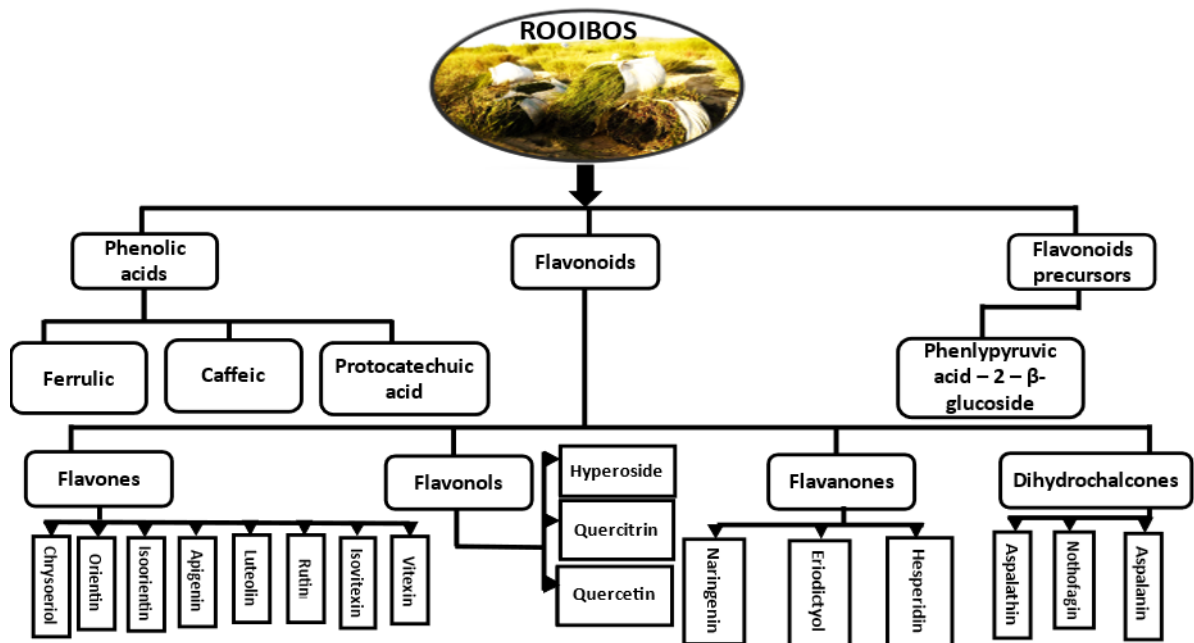 ROOIBOS
Phenolic
acids
Flavonoids
Flavonoids
precursors
Ferrulic
Caffeic
Protocatechuic
acid
Phenlypyruvic
acid – 2 – β-
glucoside
Flavones
Flavonols
Hyperoside
Quercitrin
Quercetin
Flavanones
Dihydrochalcones
Chrysoeriol
Orientin
Isoorientin
Apigenin
Luteolin
Rutin
Isovitexin
Vitexin
Naringenin
Eriodictyol
Hesperidin
Aspalathin
Nothofagin
Aspalanin